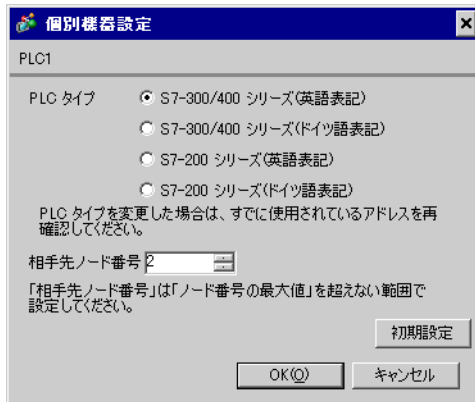 個別機器設定
PLC1
PLC タイプ
S7-300/400 シリーズ(英語表記)
S7-300/400 シリーズ(ドイツ語表記)
S7-200 シリーズ(英語表記)
S7-200 シリーズ(ドイツ語表記)
PLC タイプを変更した場合は、すでに使用されているアドレスを再
確認してください。
相手先ノード番号 2
「相手先ノード番号」は「ノード番号の最大値」を超えない範囲で
設定してください。
初期設定
OK(O) キャンセル